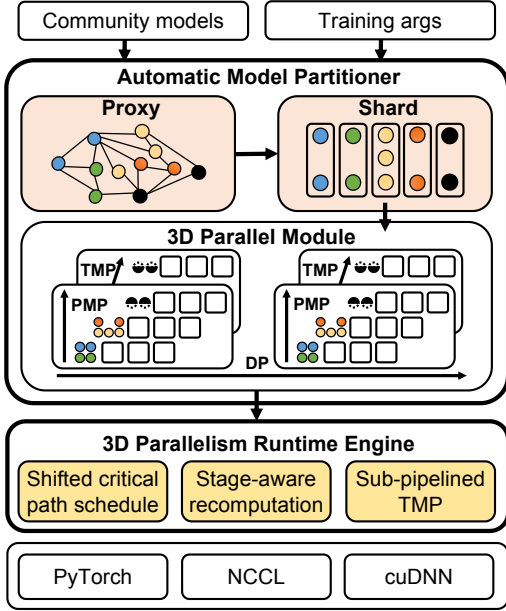 Community models
Training args
Automatic Model Partitioner
Proxy
Shard
3D Parallel Module
TMP
TMP
PMP
PMP
DP
3D Parallelism Runtime Engine
Shifted critical
path schedule
Stage-aware
recomputation
Sub-pipelined
TMP
PyTorch
NCCL
cuDNN